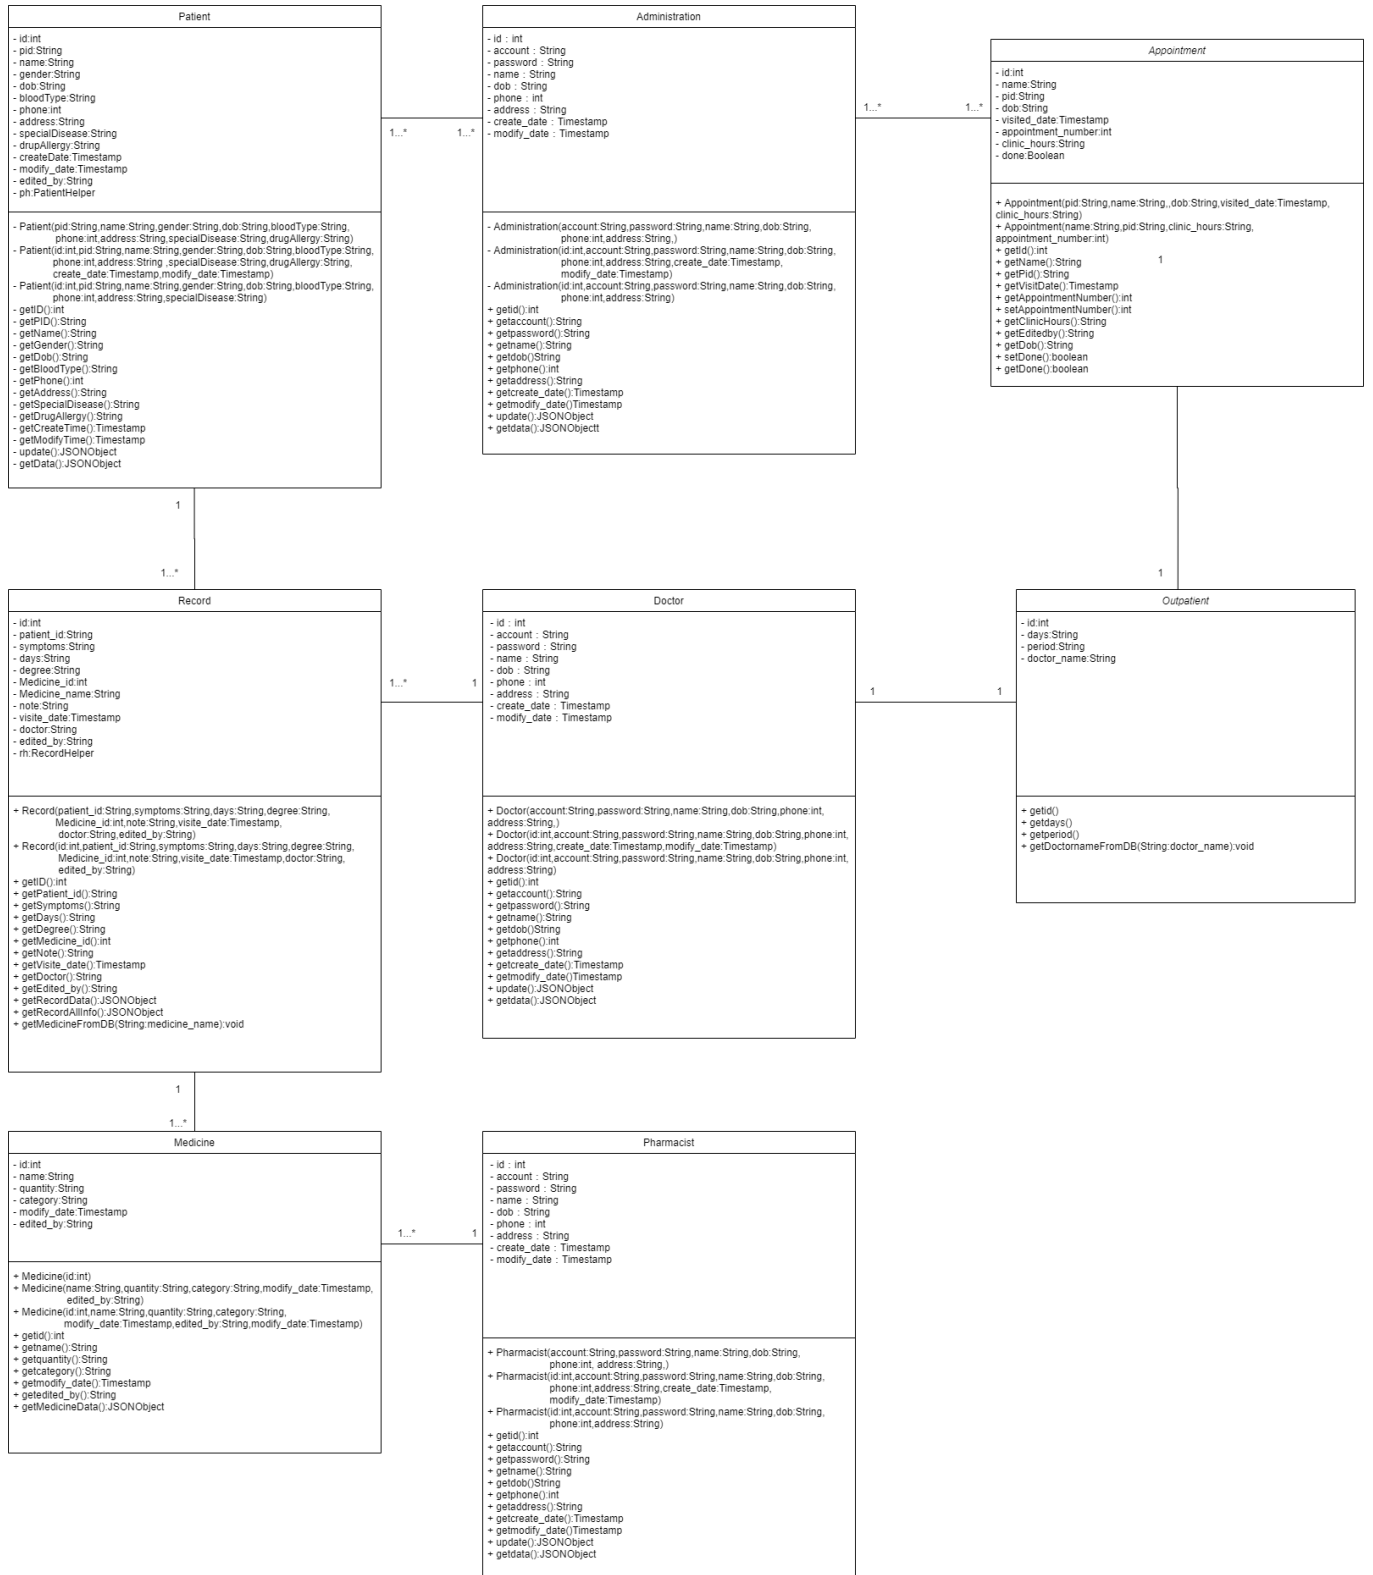 Patient
- id:int
- pid:String
- name:String
- gender:String
- dob:String
- bloodType:String
- phone:int
- address:String
- specialDisease:String
- drupAllergy:String
- createDate:Timestamp
- modify_date:Timestamp
- edited_by:String
- ph:PatientHelper
- Patient(pid:String,name:String,gender:String,dob:String,bloodType:String,
phone:int,address:String,specialDisease:String,drugAllergy:String)
- Patient(id:int,pid:String,name:String,gender:String,dob:String,bloodType:String,
phone:int,address:String ,specialDisease:String,drugAllergy:String,
create_date:Timestamp,modify_date:Timestamp)
- Patient(id:int,pid:String,name:String,gender:String,dob:String,bloodType:String,
phone:int,address:String,specialDisease:String)
- getID():int
- getPID():String
- getName():String
- getGender():String
- getDob():String
- getBloodType():String
- getPhone():int
- getAddress():String
- getSpecialDisease():String
- getDrugAllergy():String
- getCreateTime():Timestamp
- getModifyTime():Timestamp
- update():JSONObject
- getData():JSONObject
1...*
1...*
Administration
- id : int
- account : String
- password : String
- name : String
- dob : String
- phone : int
- address : String
- create_date : Timestamp
- modify_date : Timestamp
- Administration(account:String,password:String,name:String,dob:String,
phone:int,address:String,)
- Administration(id:int,account:String,password:String,name:String,dob:String,
phone:int,address:String,create_date:Timestamp,
modify_date:Timestamp)
- Administration(id:int,account:String,password:String,name:String,dob:String,
phone:int,address:String)
+ getid():int
+ getaccount():String
+ getpassword():String
+ getname():String
+ getdob()String
+ getphone():int
+ getaddress():String
+ getcreate_date():Timestamp
+ getmodify_date()Timestamp
+ update():JSONObject
+ getdata():JSONObjectt
1...*
1...*
Appointment
- id:int
- name:String
- pid:String
- dob:String
- visited_date:Timestamp
- appointment_number:int
- clinic_hours:String
- done:Boolean
+ Appointment(pid:String,name:String,,dob:String,visited_date:Timestamp,
clinic_hours:String)
+ Appointment(name:String,pid:String,clinic_hours:String,
appointment_number:int)
+ getId():int
+ getName():String
1
+ getPid():String
+ getVisitDate():Timestamp
+ getAppointmentNumber():int
+ setAppointmentNumber():int
+ getClinicHours():String
+ getEditedby():String
+ getDob():String
+ setDone():boolean
+ getDone():boolean
1
1...*
1
Record
- id:int
- patient_id:String
- symptoms:String
- days:String
- degree:String
- Medicine_id:int
- Medicine_name:String
- note:String
- visite_date:Timestamp
- doctor:String
- edited_by:String
- rh:RecordHelper
+ Record(patient_id:String,symptoms:String,days:String,degree:String,
Medicine_id:int,note:String,visite_date:Timestamp,
doctor:String,edited_by:String)
+ Record(id:int,patient_id:String,symptoms:String,days:String,degree:String,
Medicine_id:int,note:String,visite_date:Timestamp,doctor:String,
edited_by:String)
+ getID():int
+ getPatient_id():String
+ getSymptoms():String
+ getDays():String
+ getDegree():String
+ getMedicine_id():int
+ getNote():String
+ getVisite_date():Timestamp
+ getDoctor():String
+ getEdited_by():String
+ getRecordData():JSONObject
+ getRecordAllInfo():JSONObject
+ getMedicineFromDB(String:medicine_name):void
1...*
1
Doctor
- id : int
- account : String
- password : String
- name : String
- dob : String
- phone : int
- address : String
- create_date : Timestamp
- modify_date : Timestamp
+ Doctor(account:String,password:String,name:String,dob:String,phone:int,
address:String,)
+ Doctor(id:int,account:String,password:String,name:String,dob:String,phone:int,
address:String,create_date:Timestamp,modify_date:Timestamp)
+ Doctor(id:int,account:String,password:String,name:String,dob:String,phone:int,
address:String)
+ getid():int
+ getaccount():String
+ getpassword():String
+ getname():String
+ getdob()String
+ getphone():int
+ getaddress():String
+ getcreate_date():Timestamp
+ getmodify_date()Timestamp
+ update():JSONObject
+ getdata():JSONObject
1
1
Outpatient
- id:int
- days:String
- period:String
- doctor_name:String
+ getid()
+ getdays()
+ getperiod()
+ getDoctornameFromDB(String:doctor_name):void
1
1...*
Medicine
- id:int
- name:String
- quantity:String
- category:String
- modify_date:Timestamp
- edited_by:String
+ Medicine(id:int)
+ Medicine(name:String,quantity:String,category:String,modify_date:Timestamp,
edited_by:String)
+ Medicine(id:int,name:String,quantity:String,category:String,
modify_date:Timestamp,edited_by:String,modify_date:Timestamp)
+ getid():int
+ getname():String
+ getquantity():String
+ getcategory():String
+ getmodify_date():Timestamp
+ getedited_by():String
+ getMedicineData():JSONObject
1...*
1
Pharmacist
- id : int
- account : String
- password : String
- name : String
- dob : String
- phone : int
- address : String
- create_date : Timestamp
- modify_date : Timestamp
+ Pharmacist(account:String,password:String,name:String,dob:String,
phone:int, address:String,)
+ Pharmacist(id:int,account:String,password:String,name:String,dob:String,
phone:int,address:String,create_date:Timestamp,
modify_date:Timestamp)
+ Pharmacist(id:int,account:String,password:String,name:String,dob:String,
phone:int,address:String)
+ getid():int
+ getaccount():String
+ getpassword():String
+ getname():String
+ getdob()String
+ getphone():int
+ getaddress():String
+ getcreate_date():Timestamp
+ getmodify_date()Timestamp
+ update():JSONObject
+ getdata():JSONObject